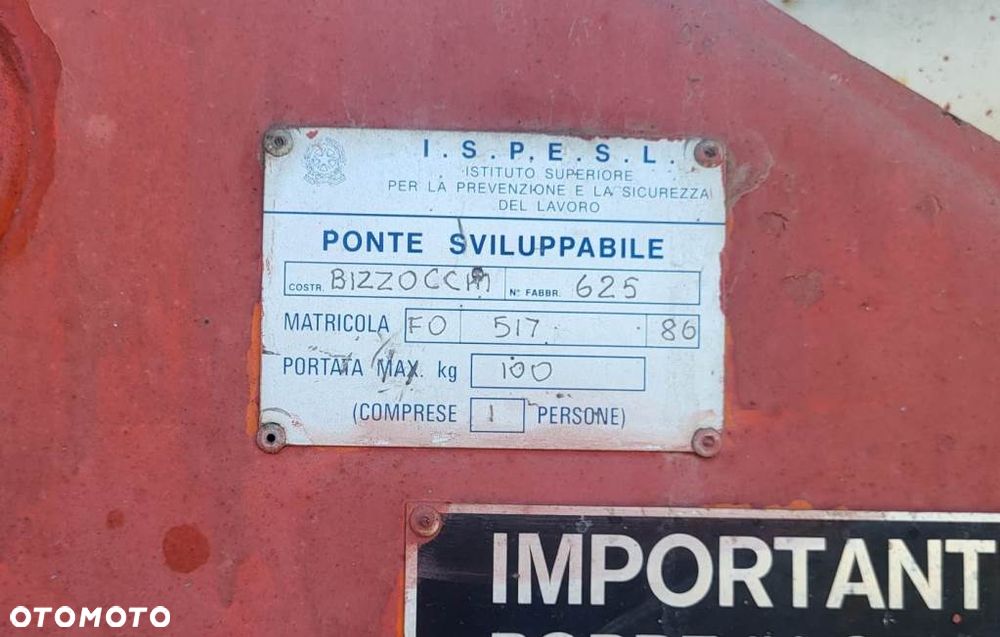 I.S.P.E.S.L.
ISTITUTO SUPERIORE
PER LA PREVENZIONE E LA SICUREZZA
DEL LAVORO
PONTE SVILUPPABILE
COSTR. BIZZOCCHI N° FABBR. 625
MATRICOLA FO 517 86
PORTATA MAX. kg 100
(COMPRESE 1 PERSONE)
IMPORTANT
OTOMOTO